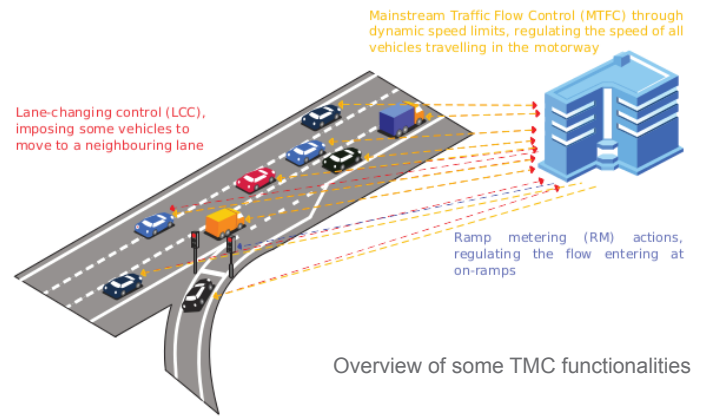 Mainstream Traffic Flow Control (MTFC) through
dynamic speed limits, regulating the speed of all
vehicles travelling in the motorway
Lane-changing control (LCC),
imposing some vehicles to
move to a neighbouring lane
Ramp metering (RM) actions,
regulating the flow entering at
on-ramps
Overview of some TMC functionalities